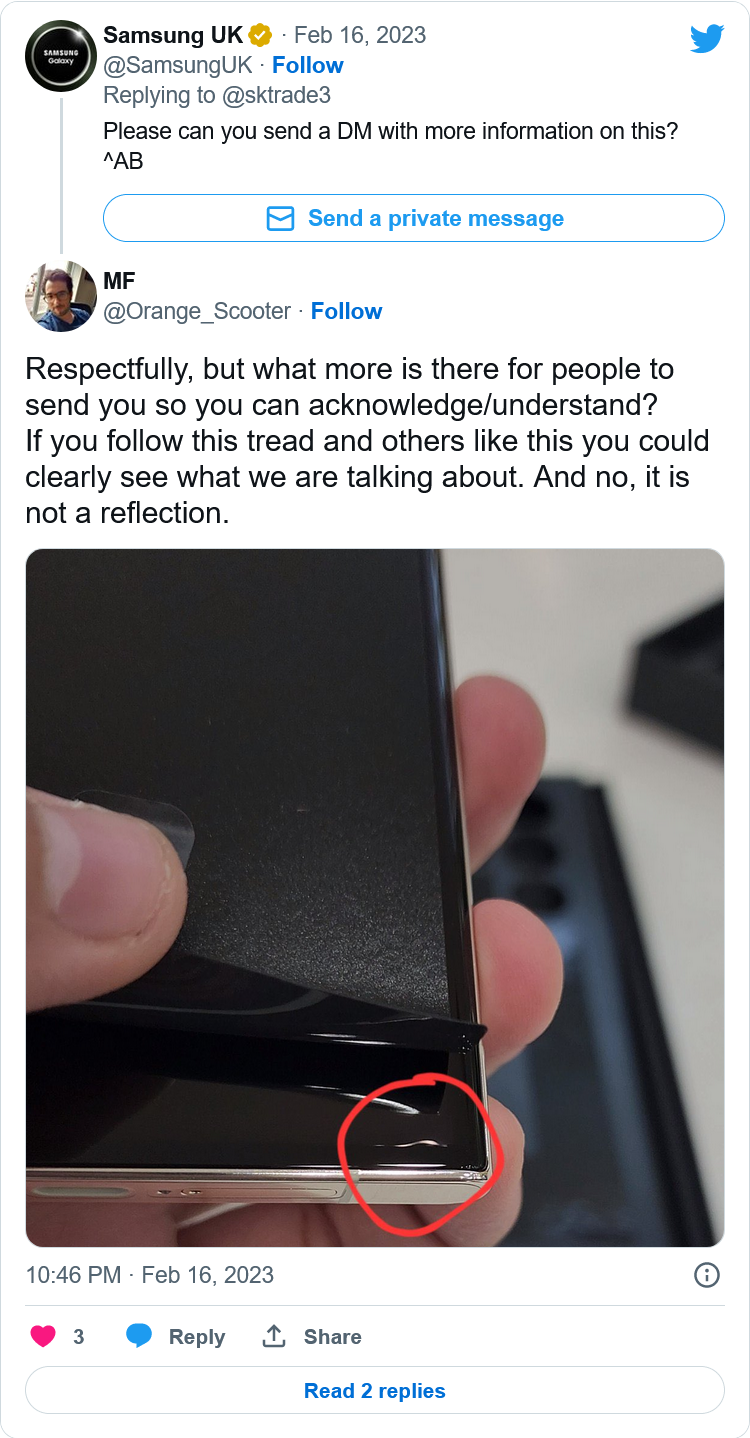 SAMSUNG
Galaxy
Samsung UK · Feb 16, 2023
@SamsungUK · Follow
Replying to @sktrade3
Please can you send a DM with more information on this?
^AB
Send a private message
MF
@Orange_Scooter · Follow
Respectfully, but what more is there for people to
send you so you can acknowledge/understand?
If you follow this tread and others like this you could
clearly see what we are talking about. And no, it is
not a reflection.
10:46 PM · Feb 16, 2023
3 Reply Share
Read 2 replies